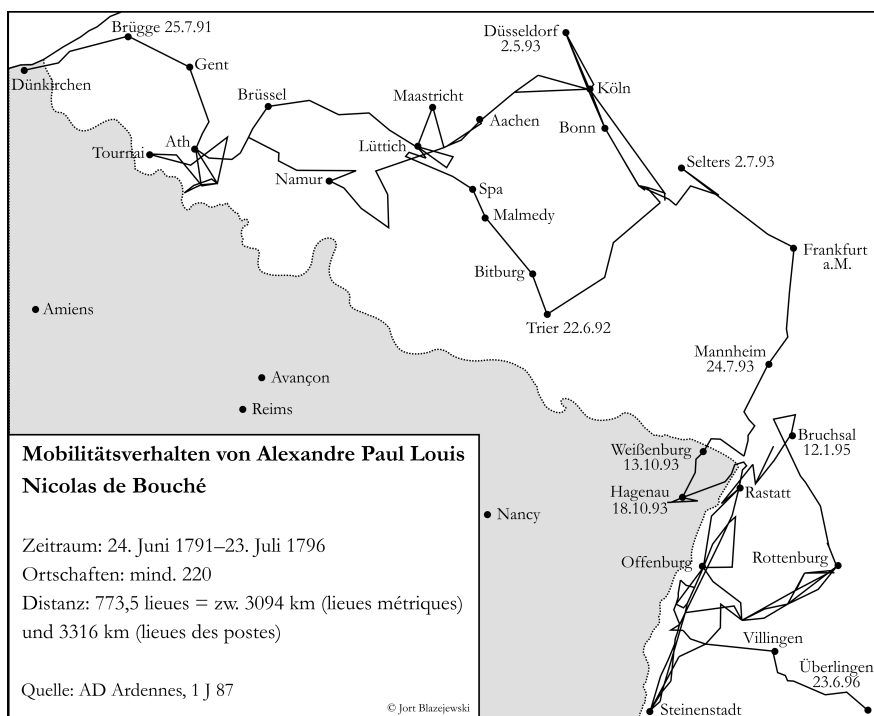 Brügge 25.7.91
Düsseldorf
2.5.93
Dünkirchen
Gent
Brüssel
Maastricht
Köln
Aachen
Bonn
Tournai
Ath
Lüttich
Namur
Selters 2.7.93
Spa
Malmedy
Bitburg
Frankfurt
a.M.
Trier 22.6.92
Amiens
Avançon
Reims
Mannheim
24.7.93
Weißenburg
13.10.93
Bruchsal
12.1.95
Hagenau
18.10.93
Rastatt
Nancy
Offenburg
Rottenburg
Villingen
Überlingen
23.6.96
Steinenstadt
Mobilitätsverhalten von Alexandre Paul Louis
Nicolas de Bouché
Zeitraum: 24. Juni 1791–23. Juli 1796
Ortschaften: mind. 220
Distanz: 773,5 lieues = zw. 3094 km (lieues métriques)
und 3316 km (lieues des postes)
Quelle: AD Ardennes, 1 J 87
© Jort Blazejewski